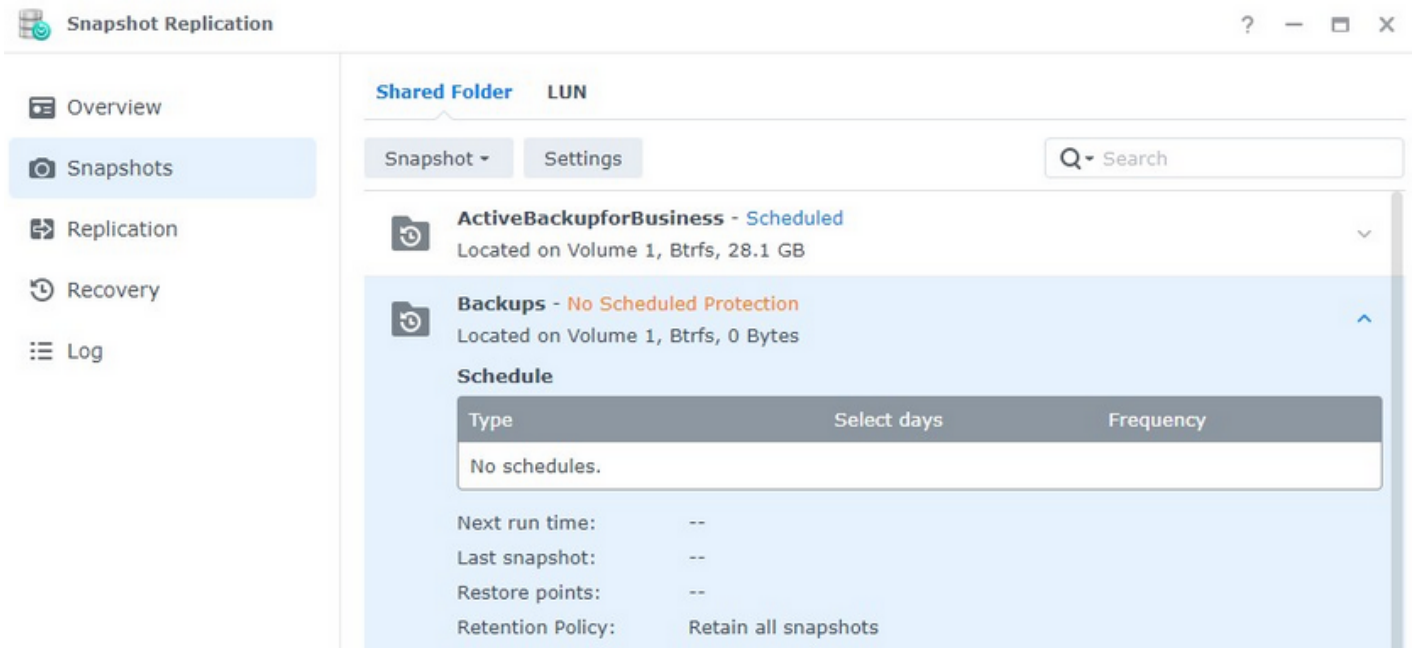 Snapshot Replication
?
Overview
Snapshots
Replication
Recovery
Log
Shared Folder LUN
Snapshot Settings Search
ActiveBackupforBusiness - Scheduled
Located on Volume 1, Btrfs, 28.1 GB
Backups - No Scheduled Protection
Located on Volume 1, Btrfs, 0 Bytes
Schedule
Type Select days Frequency
No schedules.
Next run time: --
Last snapshot: --
Restore points: --
Retention Policy: Retain all snapshots